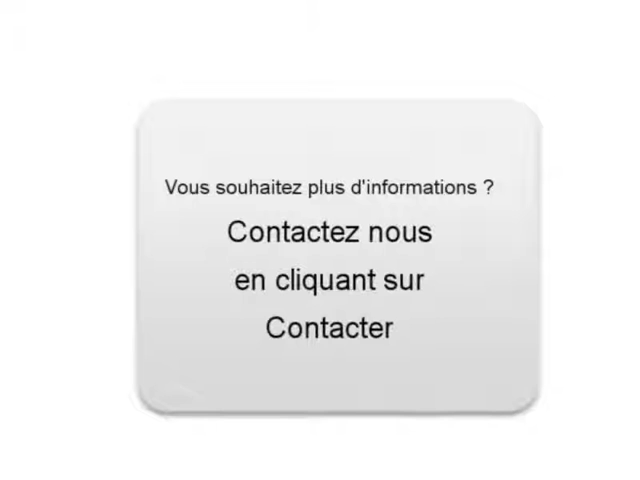 Vous souhaitez plus d'informations ?
Contactez nous
en cliquant sur
Contacter